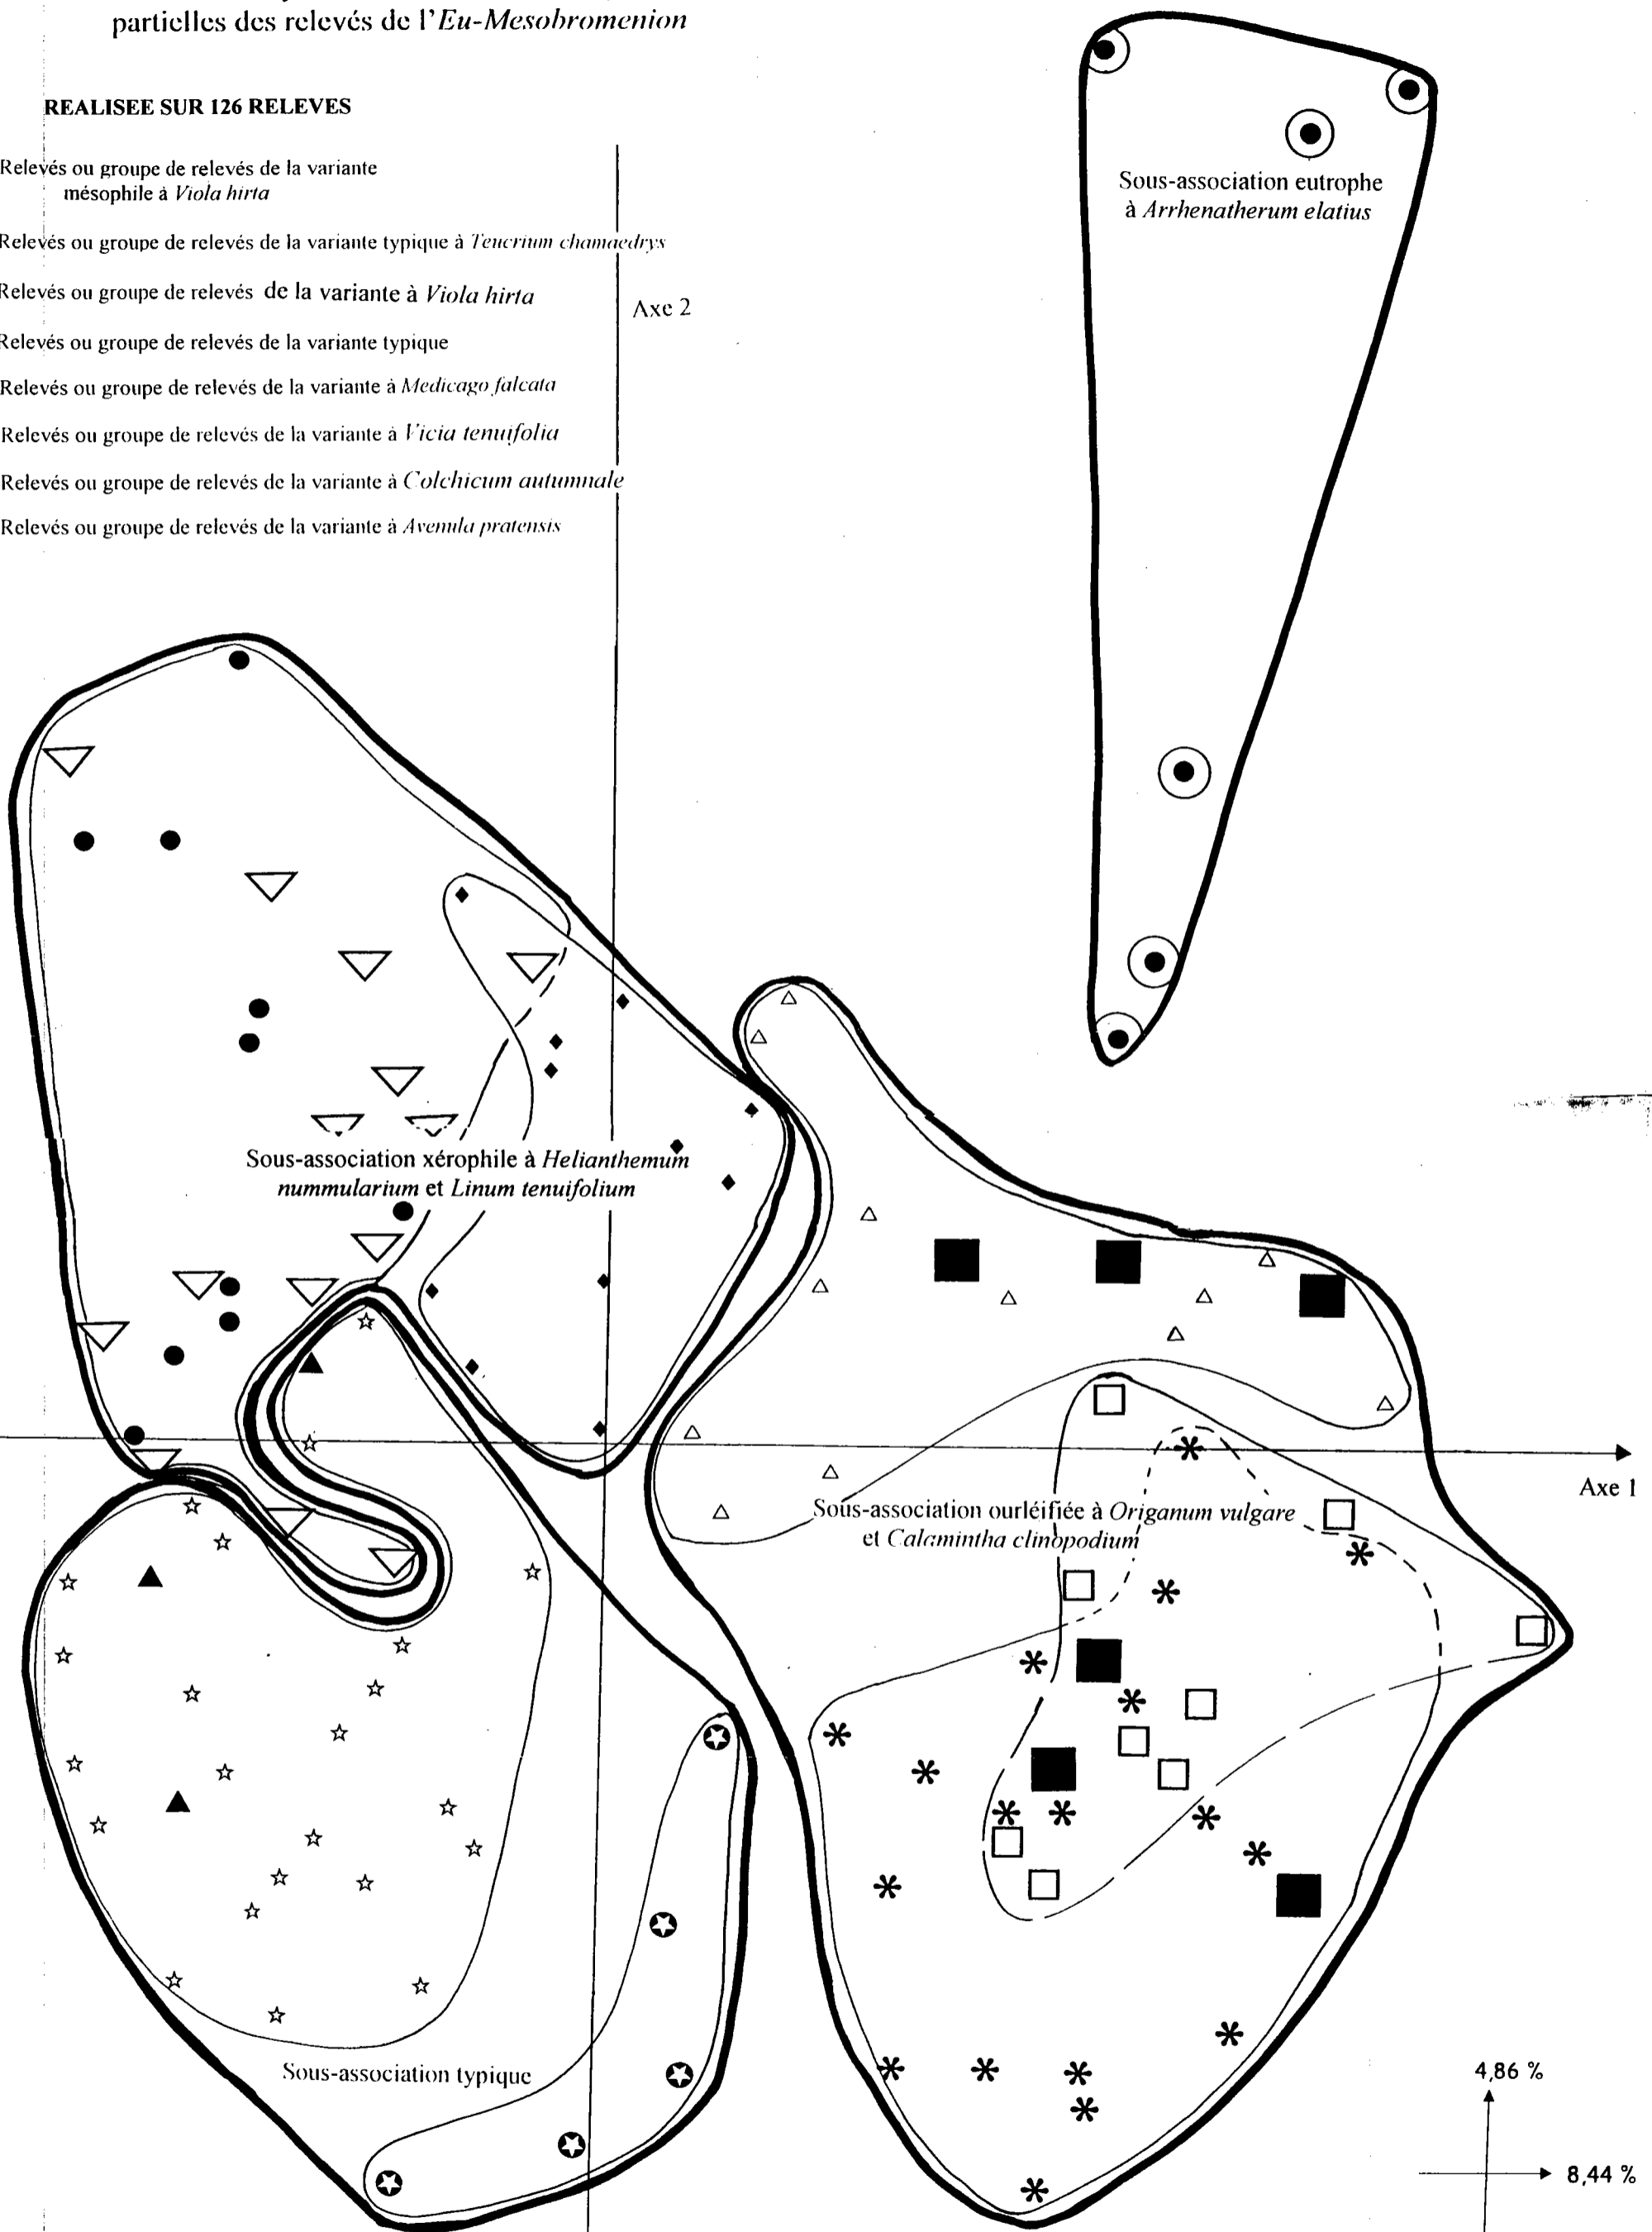 partielles des relevés de l'Eu-Mesobromenion
REALISEE SUR 126 RELEVES
Relevés ou groupe de relevés de la variante
mésophile à Viola hirta
Relevés ou groupe de relevés de la variante typique à Teucrium chamaedrys
Relevés ou groupe de relevés de la variante à Viola hirta
Relevés ou groupe de relevés de la variante typique
Relevés ou groupe de relevés de la variante à Medicago falcata
Relevés ou groupe de relevés de la variante à Vicia tenuifolia
Relevés ou groupe de relevés de la variante à Colchicum autumnale
Relevés ou groupe de relevés de la variante à Avenula pratensis
Axe 2
Sous-association eutrophe
à Arrhenatherum elatius
Sous-association xérophile à Helianthemum
nummularium et Linum tenuifolium
Axe 1
Sous-association ourléifiée à Origanum vulgare
et Calamintha clinopodium
Sous-association typique
4,86 %
8,44 %